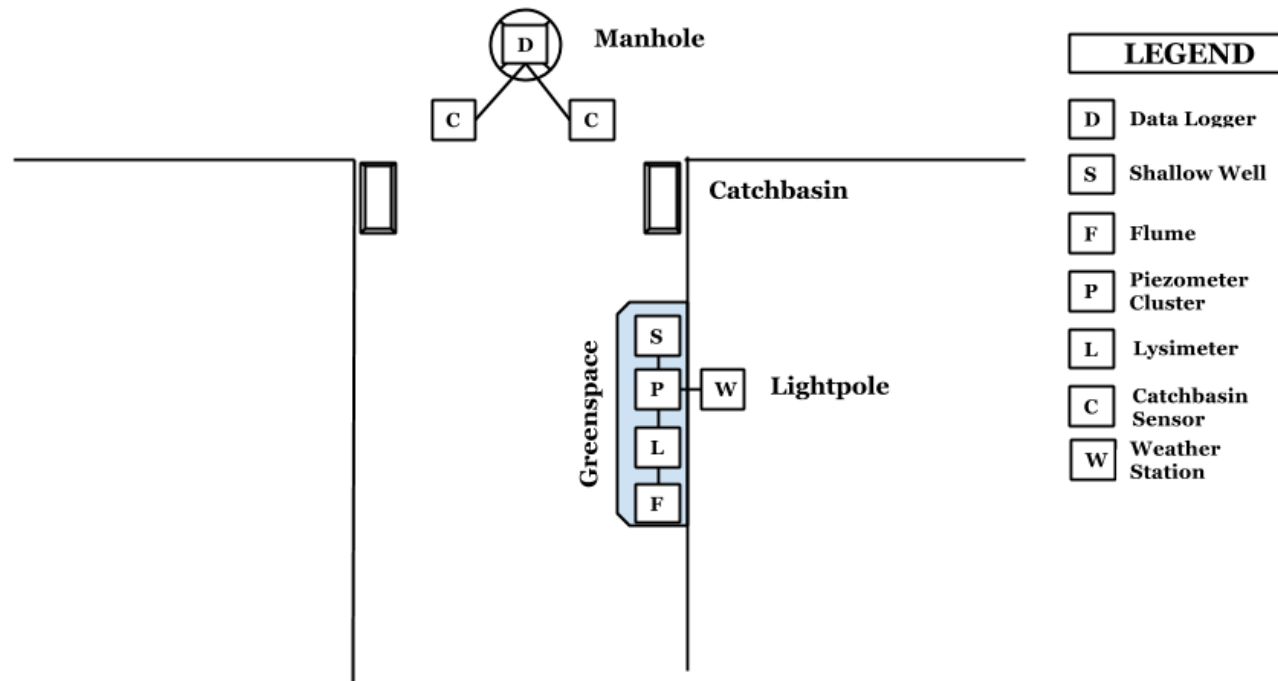 D
Manhole
C
C
Catchbasin
Greenspace
S
P
W
Lightpole
L
F
LEGEND
D
Data Logger
S
Shallow Well
F
Flume
P
Piezometer
Cluster
L
Lysimeter
C
Catchbasin
Sensor
W
Weather
Station